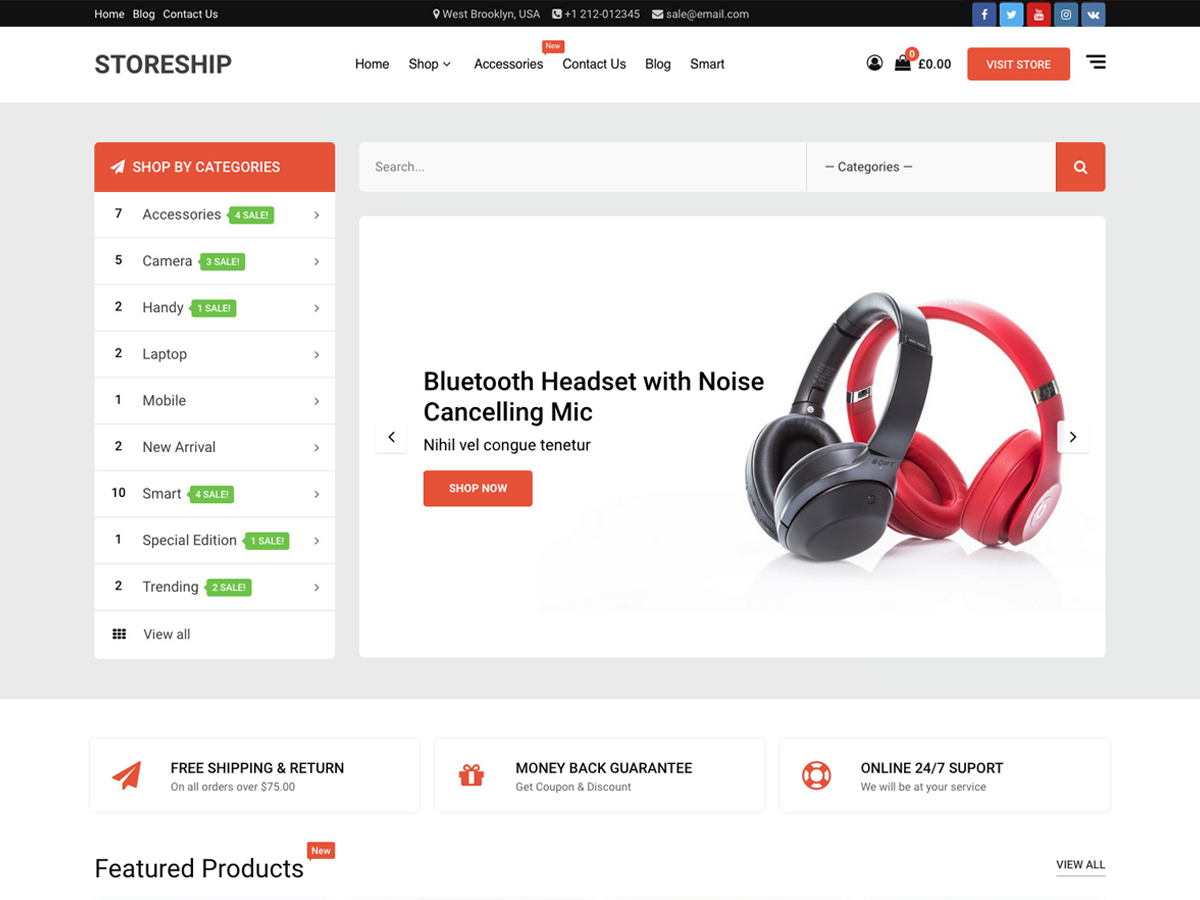 Home Blog Contact Us
West Brooklyn, USA +1 212-012345 sale@email.com
STORESHIP
Home Shop Accessories New Contact Us Blog Smart
0 £0.00 VISIT STORE
SHOP BY CATEGORIES
7 Accessories 4 SALE!
5 Camera 3 SALE!
2 Handy 1 SALE!
2 Laptop
1 Mobile
2 New Arrival
10 Smart 4 SALE!
1 Special Edition 1 SALE!
2 Trending 2 SALE!
View all
Search... — Categories —
Bluetooth Headset with Noise
Cancelling Mic
Nihil vel congue tenetur
SHOP NOW
FREE SHIPPING & RETURN
On all orders over $75.00
MONEY BACK GUARANTEE
Get Coupon & Discount
ONLINE 24/7 SUPORT
We will be at your service
Featured Products New
VIEW ALL